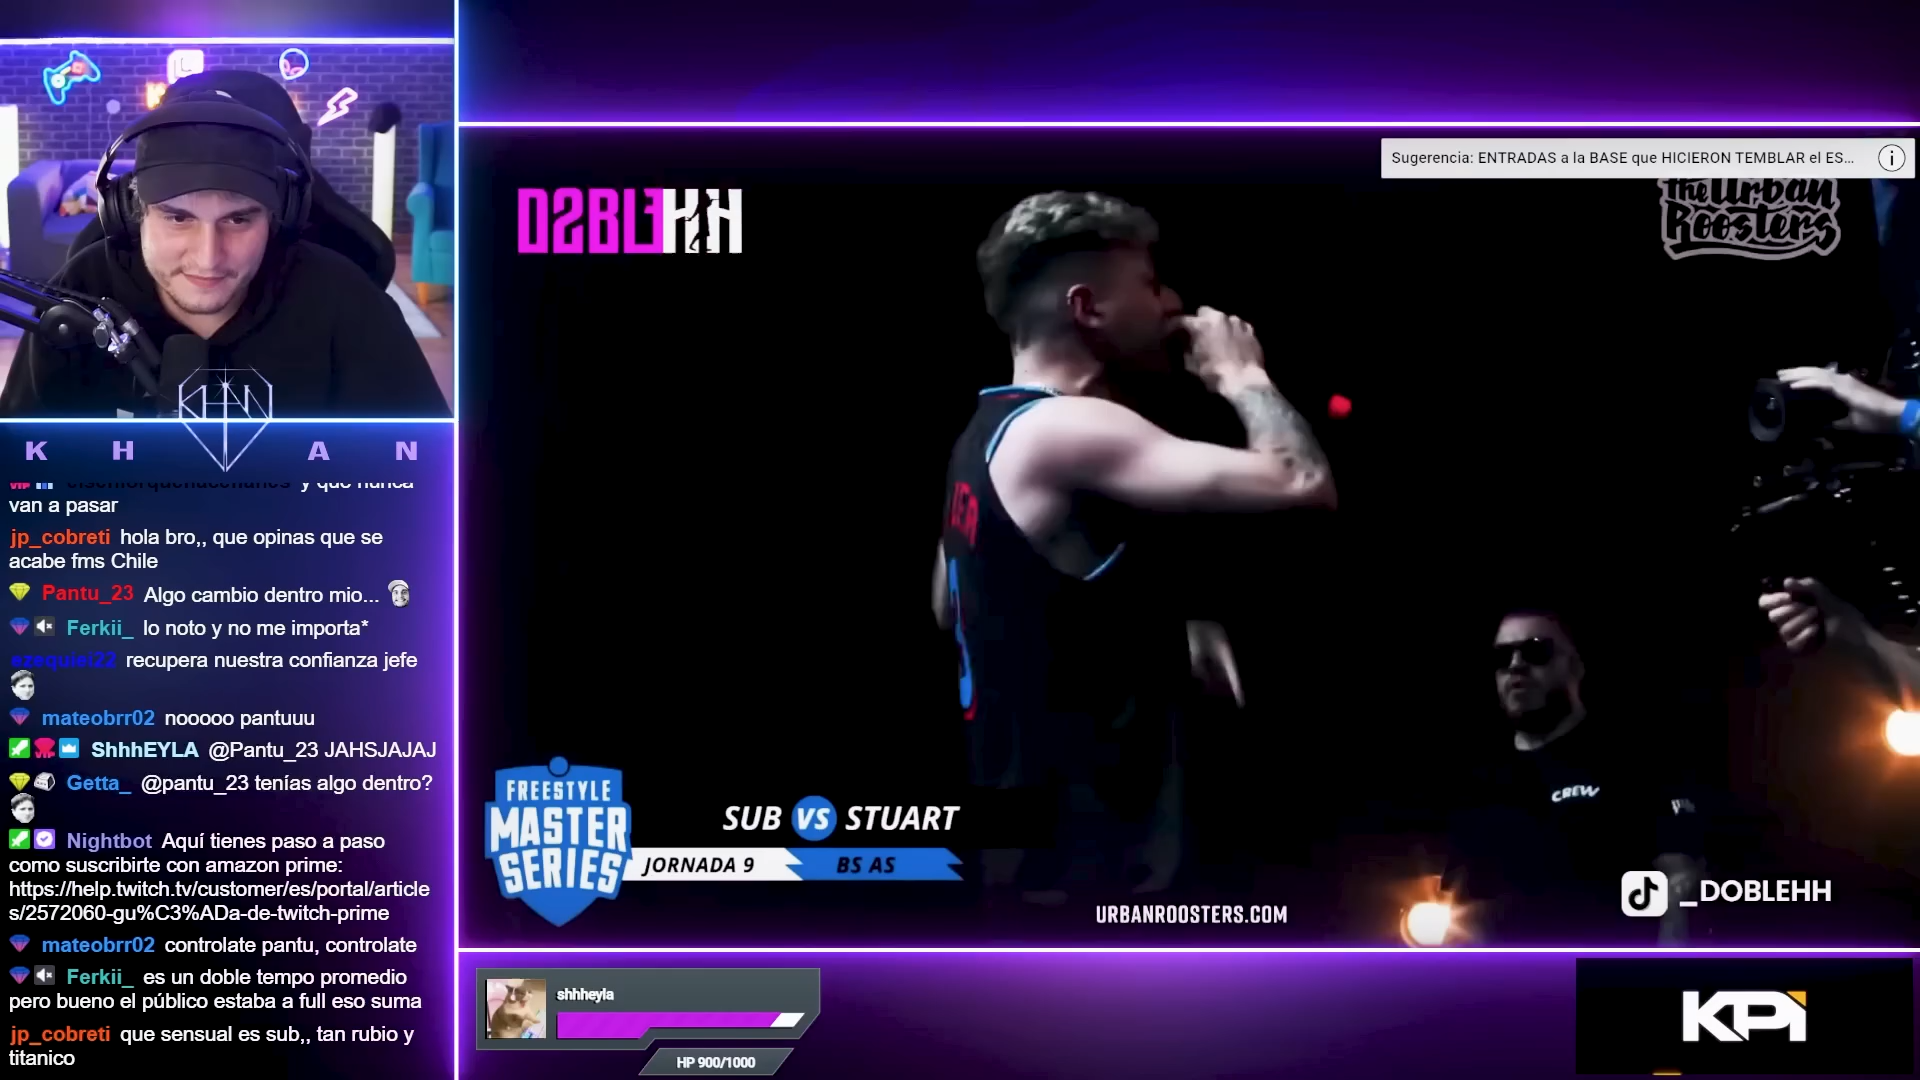 K H A N
KHAN
y que nunca
van a pasar
jp_cobreti hola bro,, que opinas que se
acabe fms Chile
Pantu_23 Algo cambio dentro mio...
Ferkii_ lo noto y no me importa*
ezequiel22 recupera nuestra confianza jefe
mateobrr02 nooooo pantuuu
ShhhEYLA @Pantu_23 JAHSJAJAJ
Getta_ @pantu_23 tenías algo dentro?
Nightbot Aquí tienes paso a paso
como suscribirte con amazon prime:
https://help.twitch.tv/customer/es/portal/article
s/2572060-gu%C3%ADa-de-twitch-prime
mateobrr02 controlate pantu, controlate
Ferkii_ es un doble tempo promedio
pero bueno el público estaba a full eso suma
jp_cobreti que sensual es sub,, tan rubio y
titanico
Sugerencia: ENTRADAS a la BASE que HICIERON TEMBLAR el ES...
D2BLEHH
the Urban
Roosters
CREW
FREESTYLE
MASTER
SERIES
SUB VS STUART
JORNADA 9 BS AS
URBANROOSTERS.COM
_DOBLEHH
shhheyla
HP 900/1000
KPI